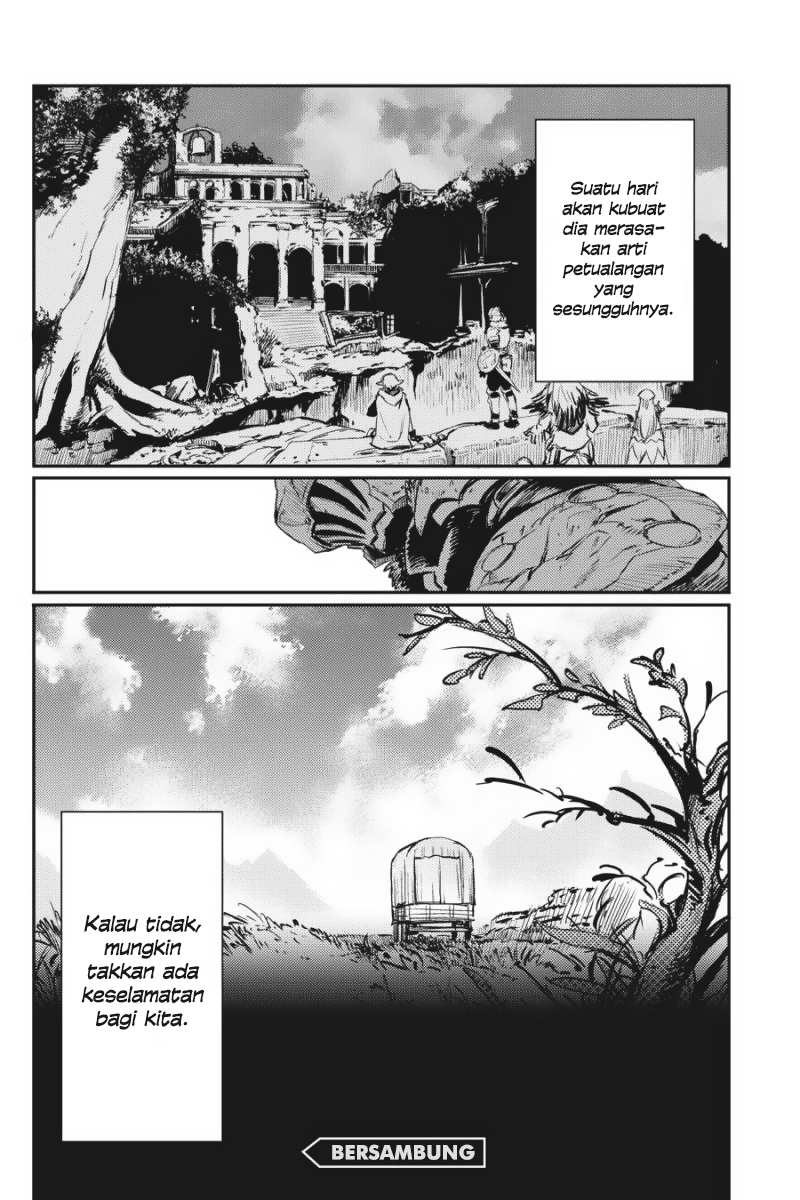 Suatu hari
akan kubuat
dia merasa-
kan arti
petualangan
yang
sesungguhnya.
Kalau tidak,
mungkin
takkan ada
keselamatan
bagi kita.
BERSAMBUNG